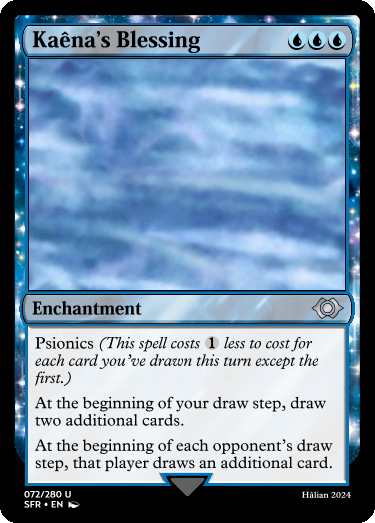 Kaêna's Blessing
Enchantment
Psionics (This spell costs 1 less to cost for
each card you've drawn this turn except the
first.)
At the beginning of your draw step, draw
two additional cards.
At the beginning of each opponent's draw
step, that player draws an additional card.
072/280 U
SFR • EN Hâlian 2024